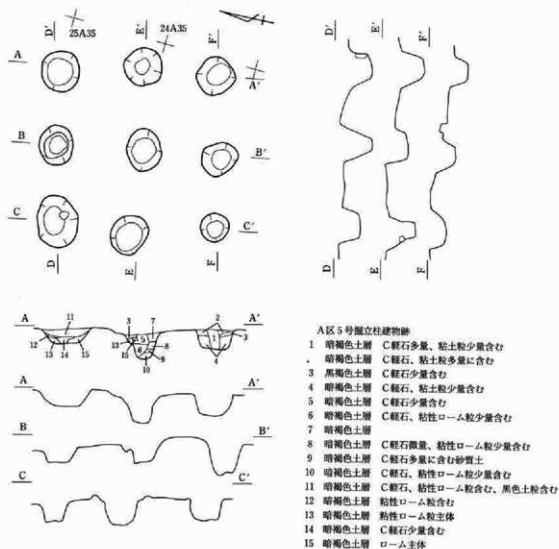 D' 25A35 E' 24A35 F'
A A'
B B'
C C'
D E F
D' E' F'
D E F
A 11 3 5 7 2 A'
12 1 3
13 14 15 15 6 8 9 10 4
A A'
B B'
C C'
A区5号掘立柱建物跡
1 暗褐色土層 C軽石多量、粘土粒少量含む
. 暗褐色土層 C軽石、粘土粒多量に含む
3 黒褐色土層 C軽石少量含む
4 暗褐色土層 C軽石、粘土粒少量含む
5 暗褐色土層 C軽石少量含む
6 暗褐色土層 C軽石、粘性ローム粒少量含む
7 暗褐色土層
8 暗褐色土層 C軽石微量、粘性ローム粒少量含む
9 暗褐色土層 C軽石多量に含む砂質土
10 暗褐色土層 C軽石、粘性ローム粒少量含む
11 暗褐色土層 C軽石、粘性ローム粒含む、黒色土粒含む
12 暗褐色土層 粘性ローム粒含む
13 暗褐色土層 粘性ローム粒主体
14 暗褐色土層 C軽石少量含む
15 暗褐色土層 ローム主体